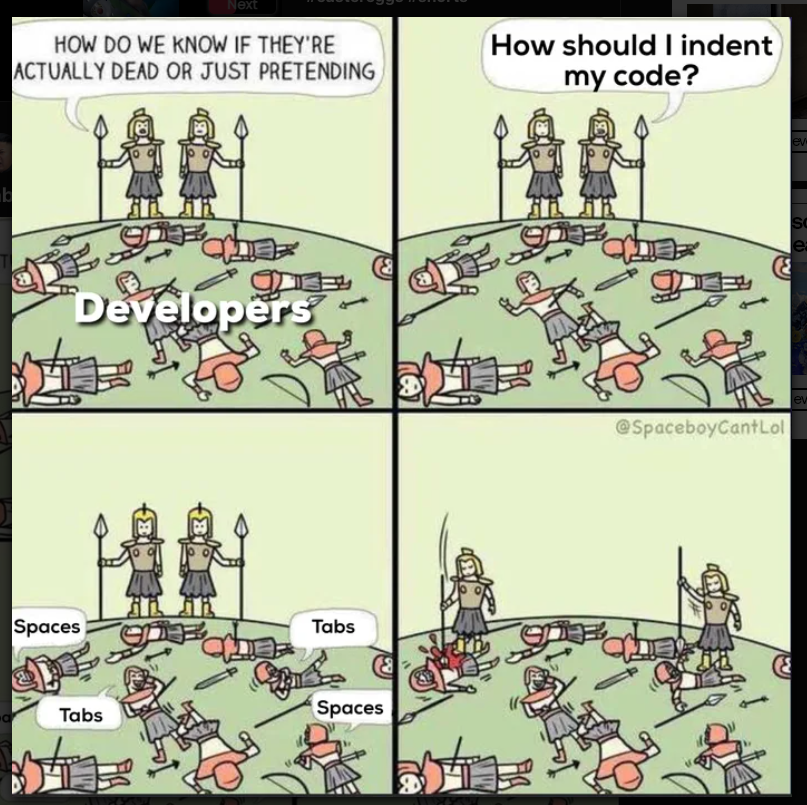 Next
HOW DO WE KNOW IF THEY'RE
ACTUALLY DEAD OR JUST PRETENDING
How should I indent
my code?
Developers
@SpaceboyCantLol
Spaces
Tabs
Tabs
Spaces